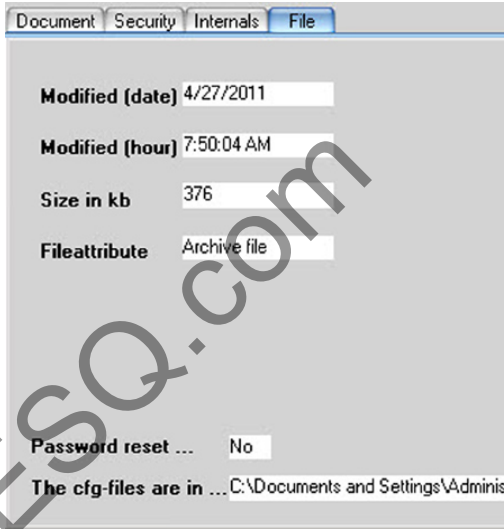 Document Security Internals File
Modified (date) 4/27/2011
Modified (hour) 7:50:04 AM
Size in kb 376
Fileattribute Archive file
Password reset ... No
The cfg-files are in ... C:\Documents and Settings\Adminis
ESQ.com